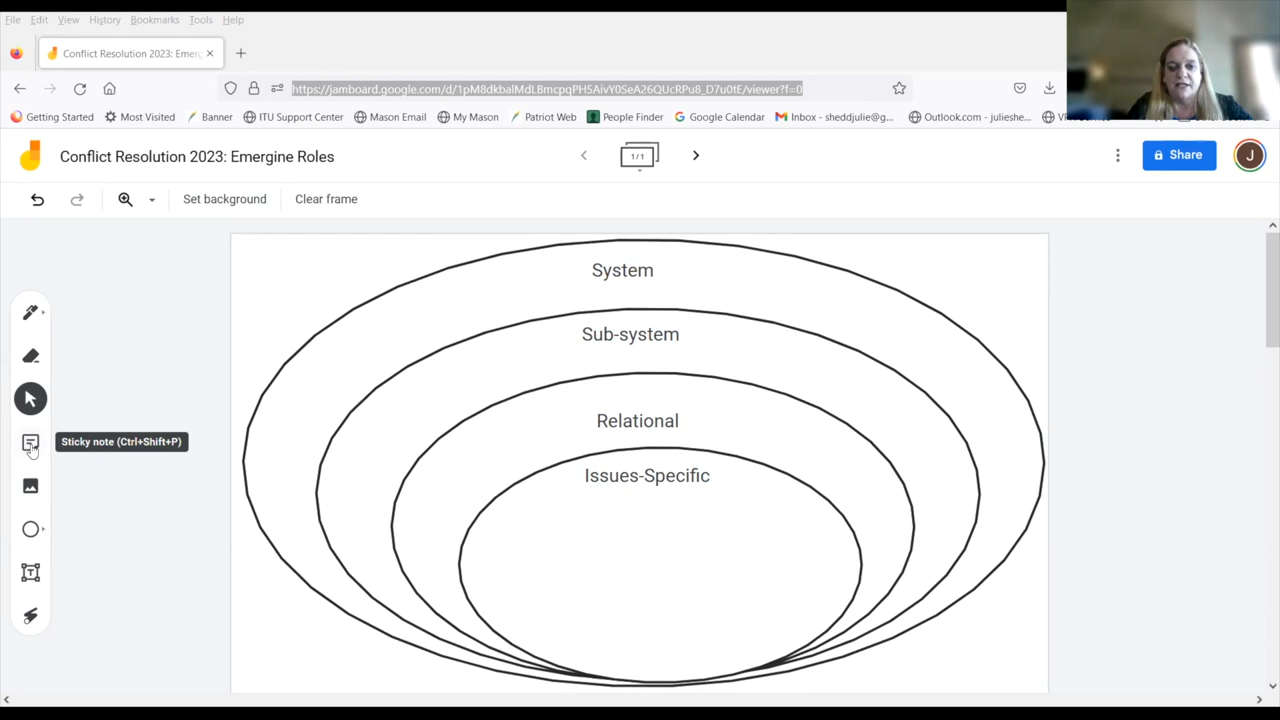 File Edit View History Bookmarks Tools Help
Conflict Resolution 2023: Emerg
https://jamboard.google.com/d/1pM8dkbalMdLBmcpqPH5AivY0SeA26QUcRPu8_D7u0tE/viewer?f=0
Getting Started Most Visited Banner ITU Support Center Mason Email My Mason Patriot Web People Finder Google Calendar Inbox - sheddjulie@g... Outlook.com - julieshe...
Conflict Resolution 2023: Emergine Roles
1/1
Share
J
Set background Clear frame
System
Sub-system
Relational
Sticky note (Ctrl+Shift+P)
Issues-Specific